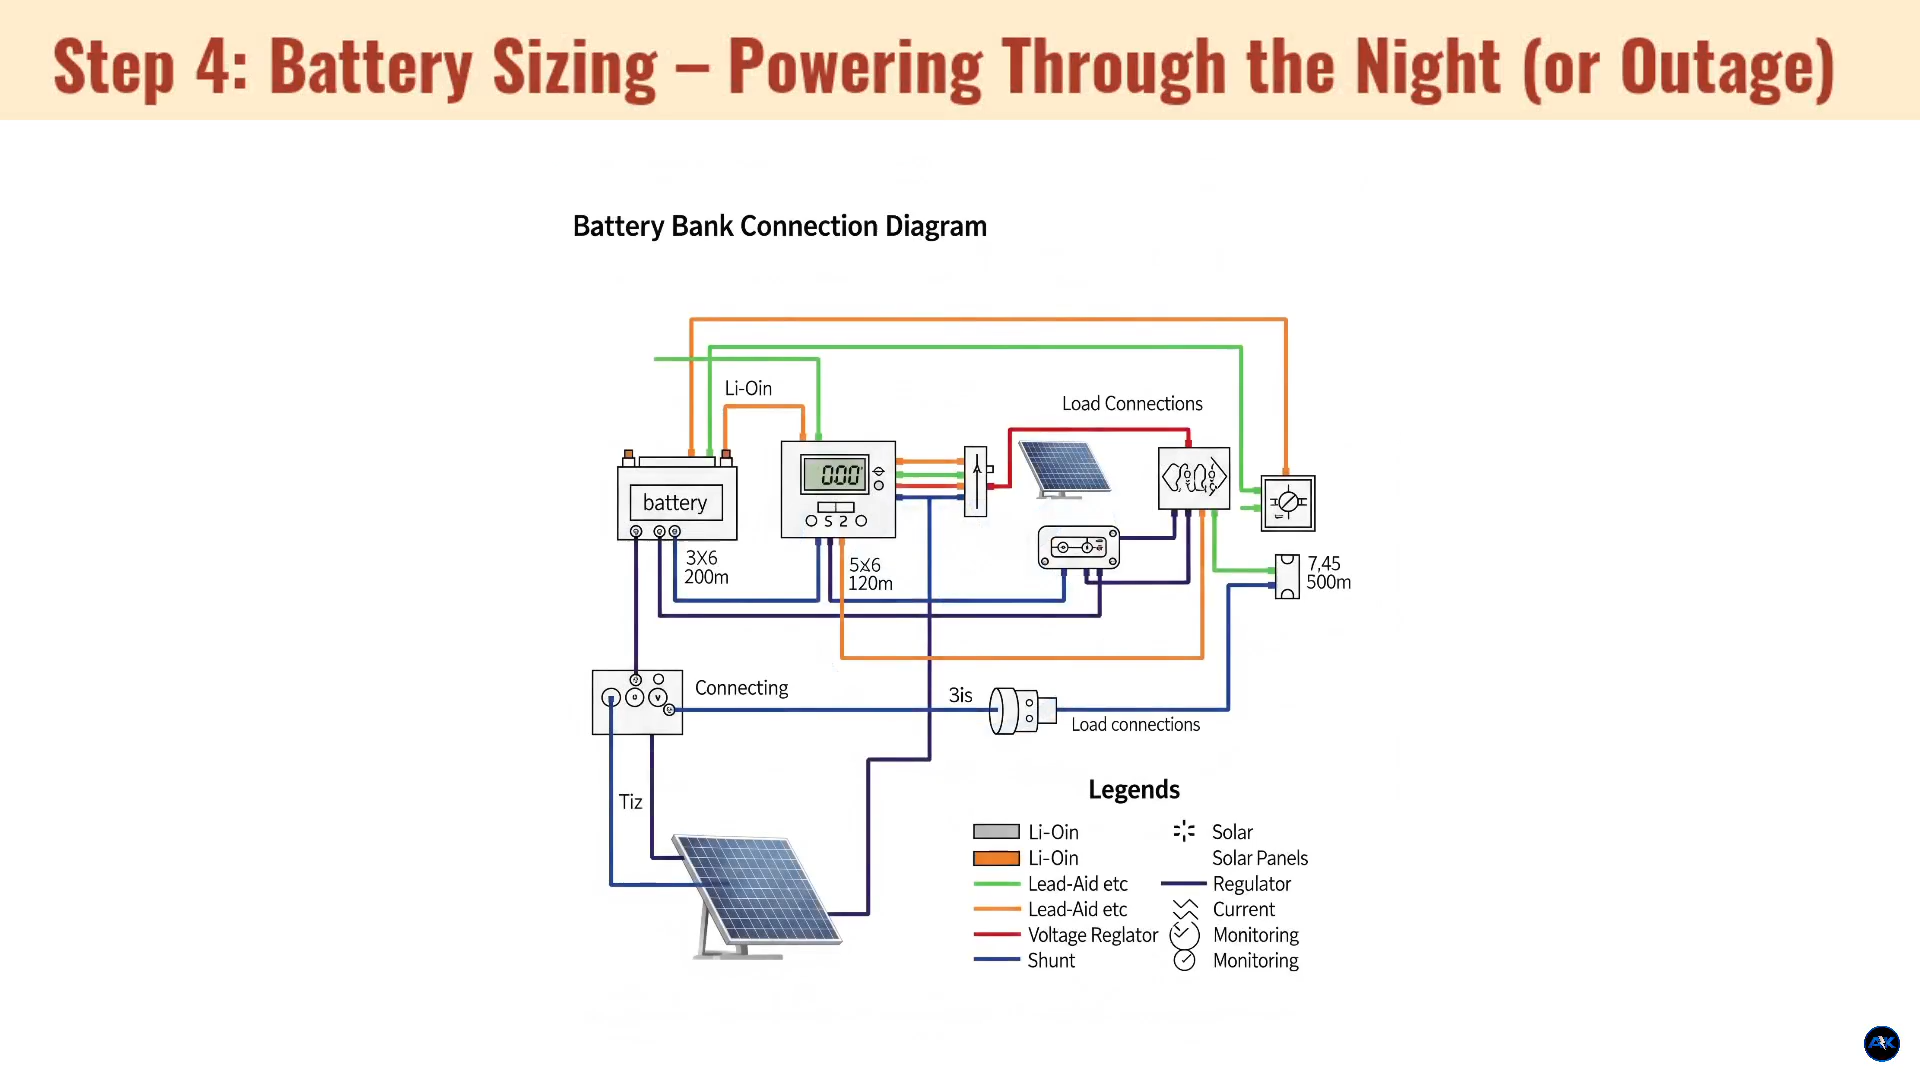 Step 4: Battery Sizing – Powering Through the Night (or Outage)
Battery Bank Connection Diagram
Li-Oin
Load Connections
000
battery
S 2
3X6
200m
5X6
120m
7,45
500m
Connecting
3is
Load connections
Tiz
Legends
Li-Oin
Li-Oin
Lead-Aid etc
Lead-Aid etc
Voltage Reglator
Shunt
Solar
Solar Panels
Regulator
Current
Monitoring
Monitoring
AK